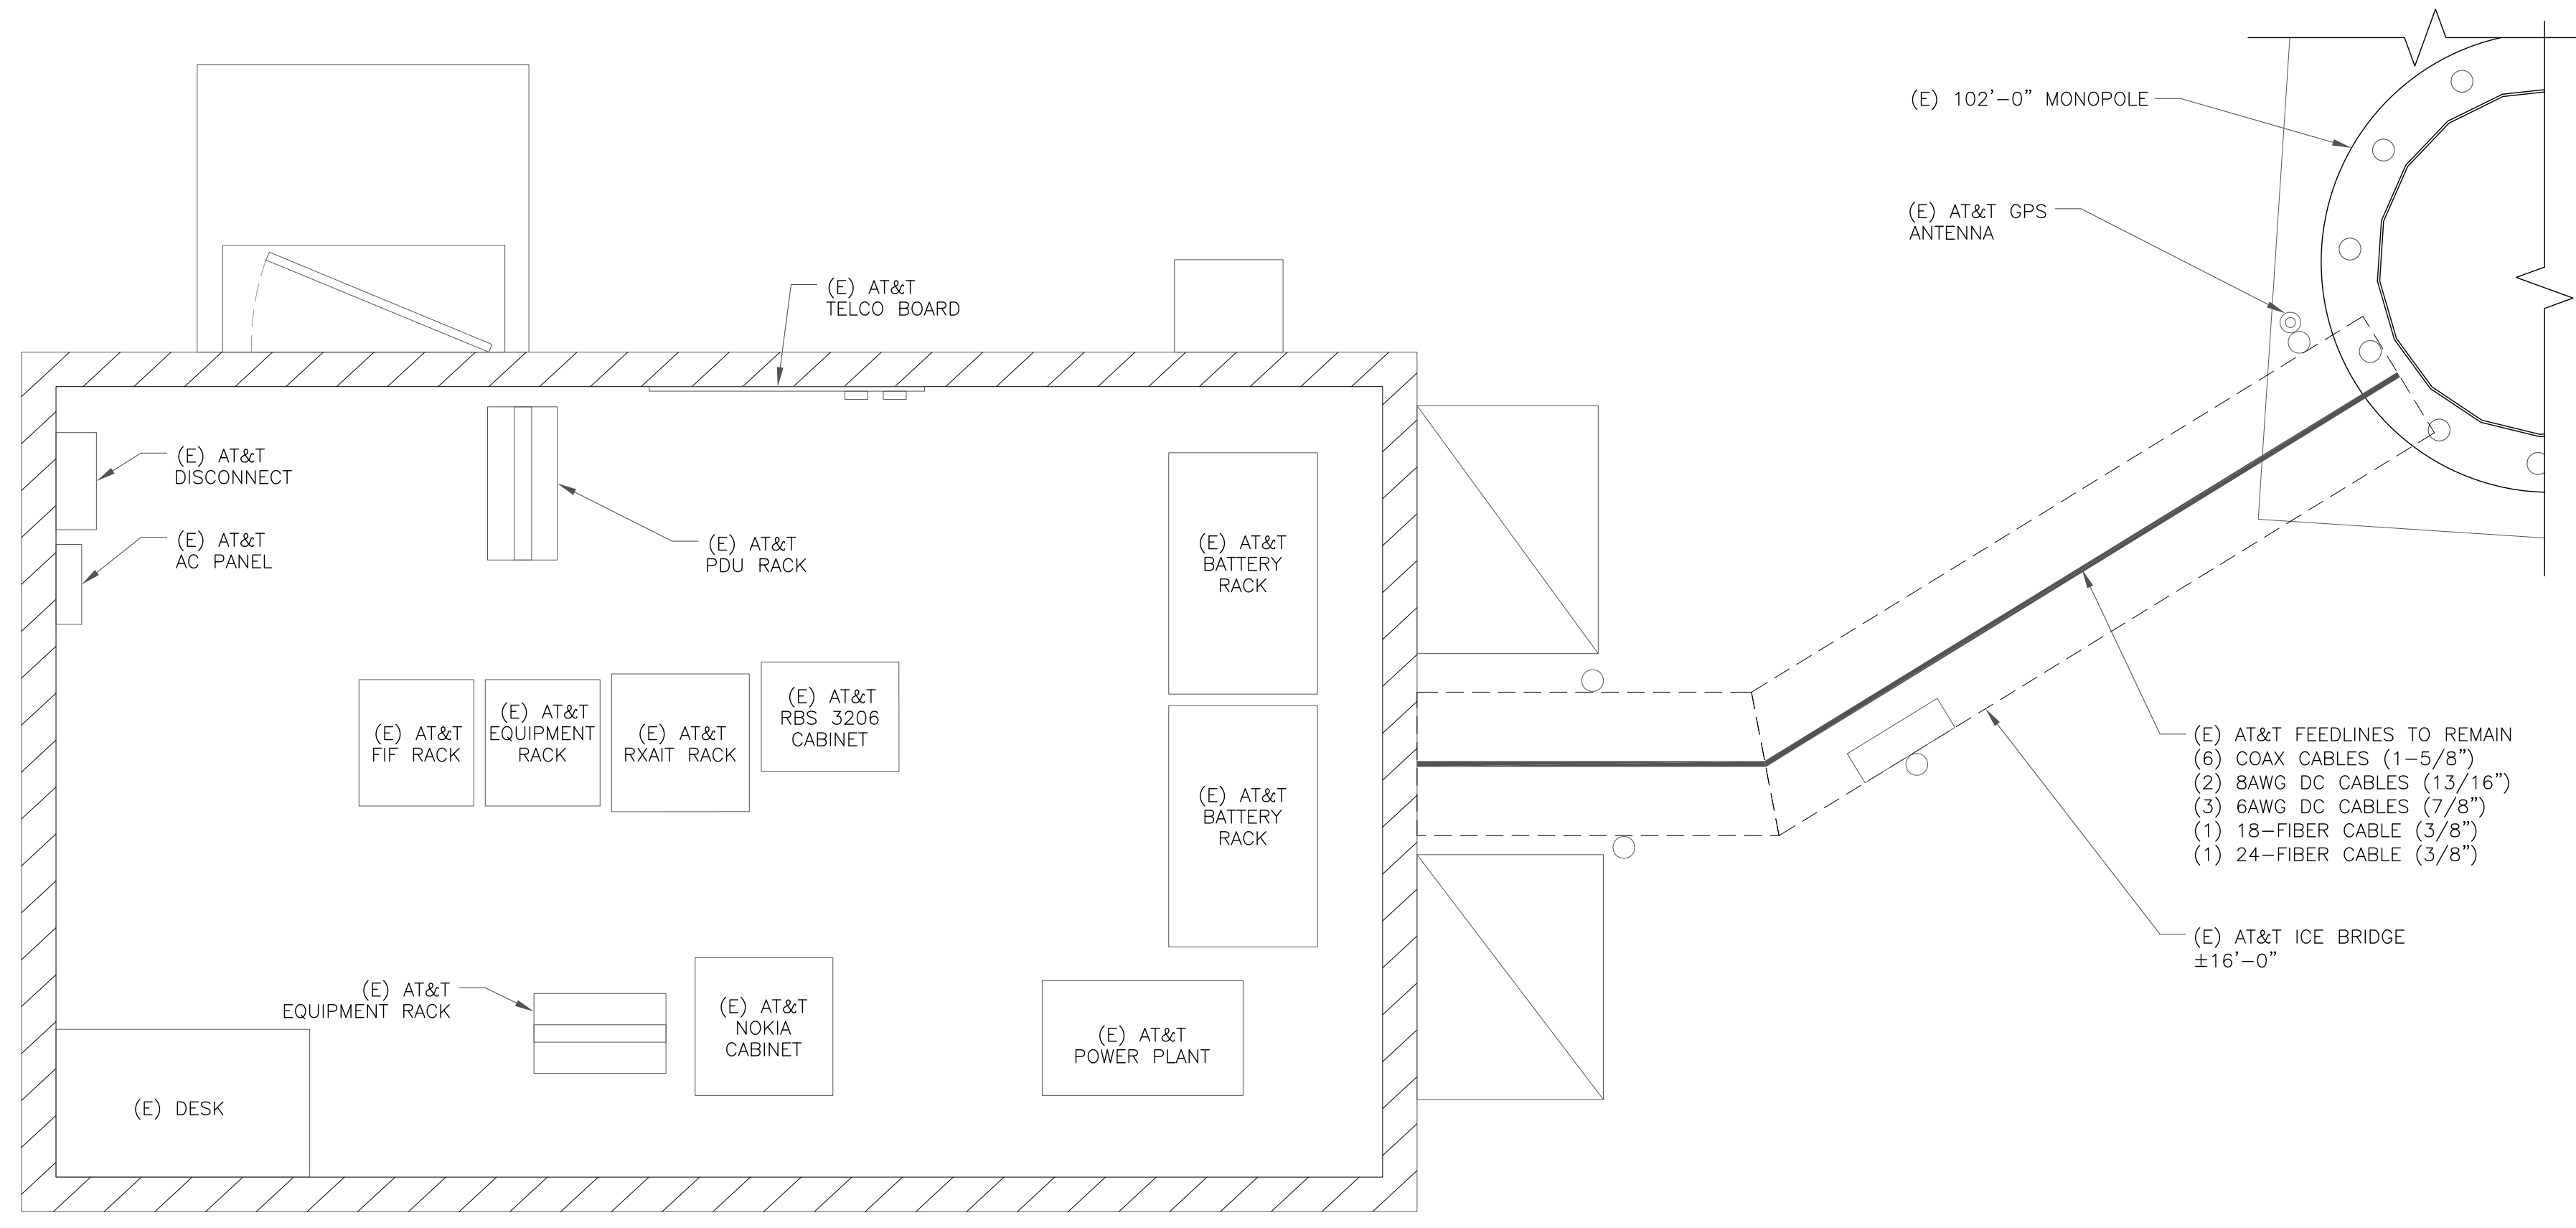 (E) 102'-0" MONOPOLE
(E) AT&T GPS
ANTENNA
(E) AT&T
TELCO BOARD
(E) AT&T
DISCONNECT
(E) AT&T
AC PANEL
(E) AT&T
PDU RACK
(E) AT&T
BATTERY
RACK
(E) AT&T
FIF RACK
(E) AT&T
EQUIPMENT
RACK
(E) AT&T
RXAIT RACK
(E) AT&T
RBS 3206
CABINET
(E) AT&T
BATTERY
RACK
(E) AT&T FEEDLINES TO REMAIN
(6) COAX CABLES (1-5/8")
(2) 8AWG DC CABLES (13/16")
(3) 6AWG DC CABLES (7/8")
(1) 18-FIBER CABLE (3/8")
(1) 24-FIBER CABLE (3/8")
(E) AT&T ICE BRIDGE
±16'-0"
(E) AT&T
EQUIPMENT RACK
(E) AT&T
NOKIA
CABINET
(E) AT&T
POWER PLANT
(E) DESK